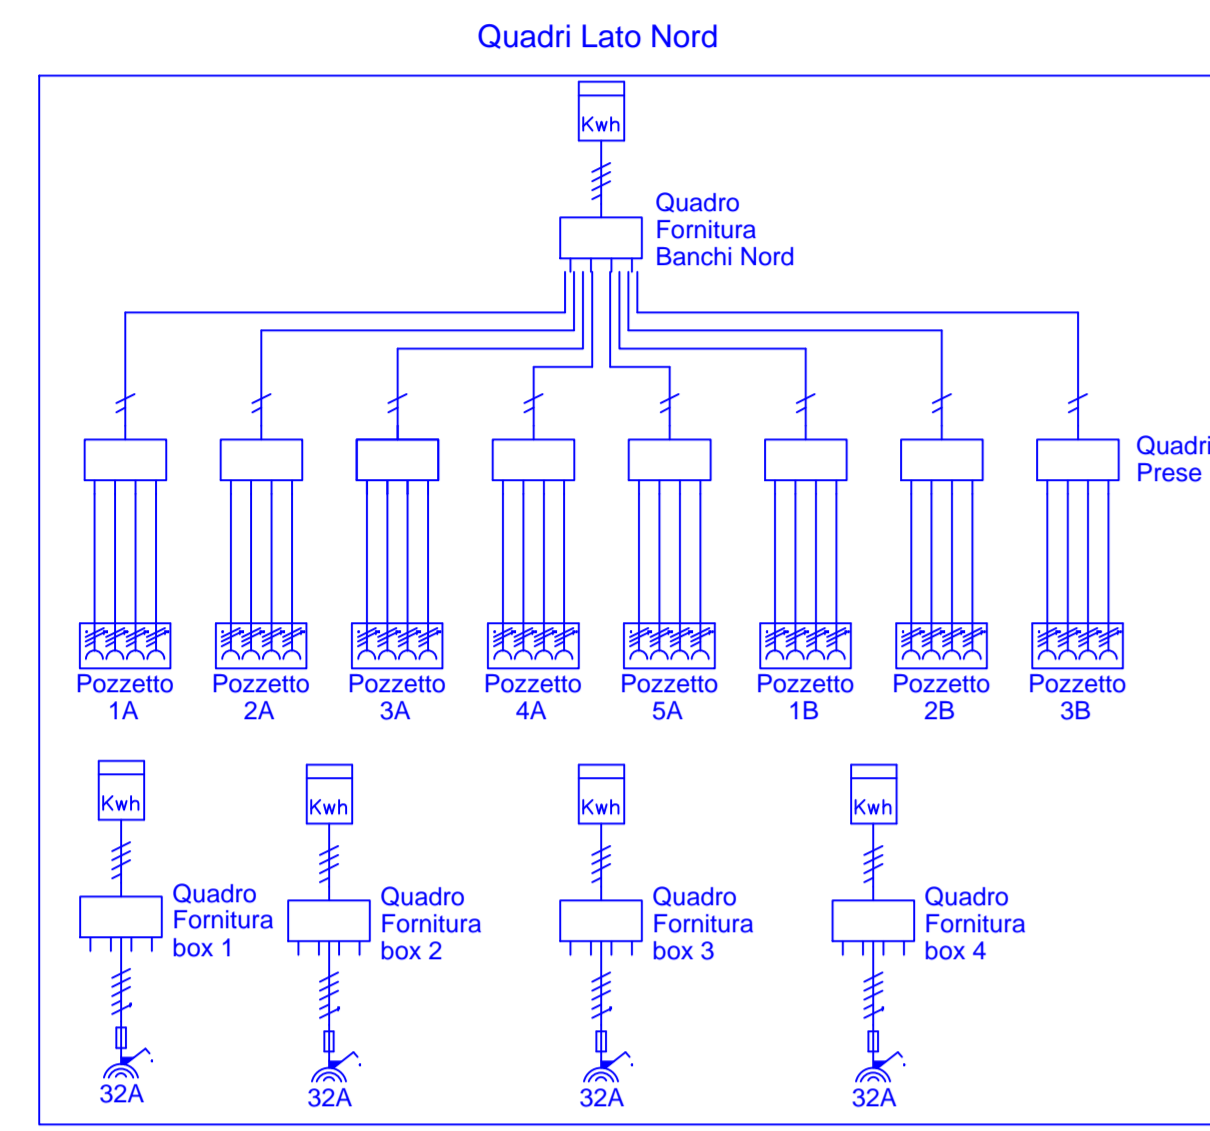 Quadri Lato Nord
Kwh
Quadro
Fornitura
Banchi Nord
Quadri
Prese
Pozzetto
1A
Pozzetto
2A
Pozzetto
3A
Pozzetto
4A
Pozzetto
5A
Pozzetto
1B
Pozzetto
2B
Pozzetto
3B
Kwh
Quadro
Fornitura
box 1
32A
Kwh
Quadro
Fornitura
box 2
32A
Kwh
Quadro
Fornitura
box 3
32A
Kwh
Quadro
Fornitura
box 4
32A